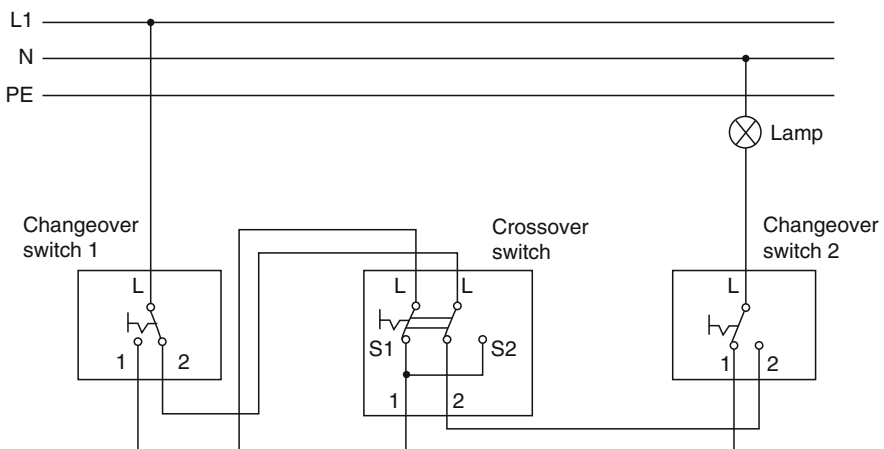 L1
N
PE
Lamp
Changeover
switch 1
Crossover
switch
Changeover
switch 2
L
L
L
L
S1
S2
1
2
1
2
1
2